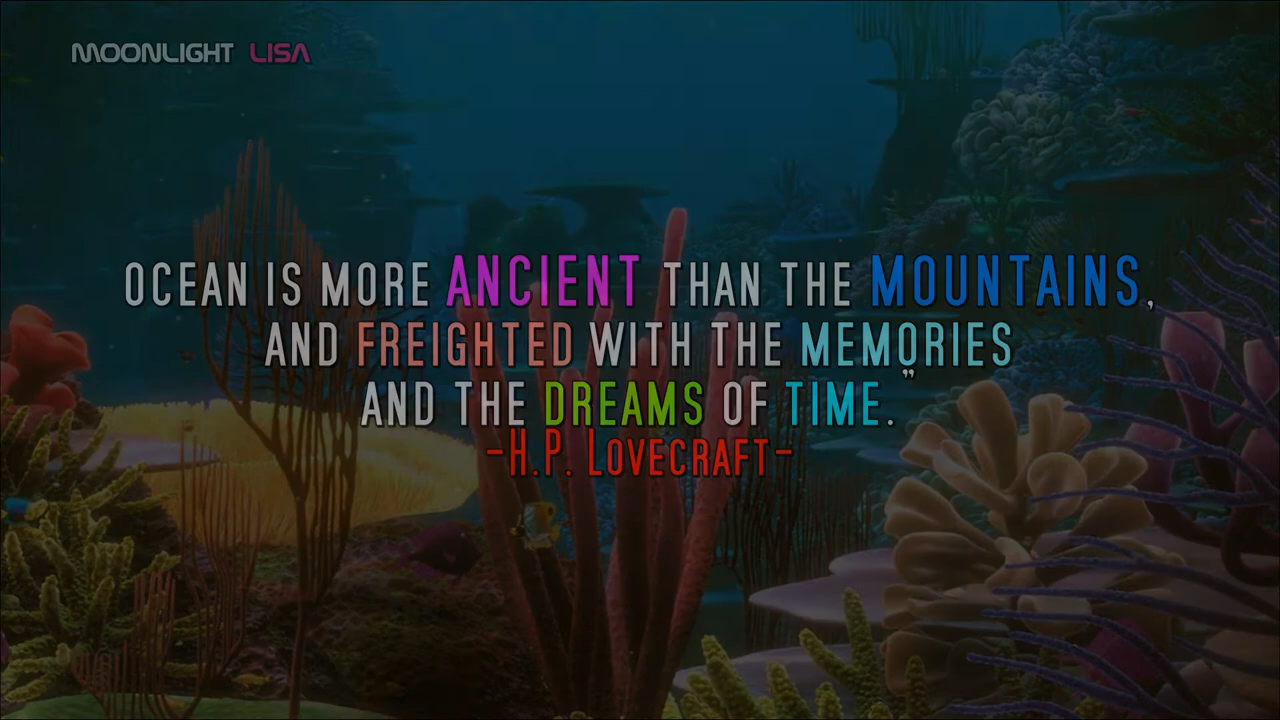 MOONLIGHT LISA
OCEAN IS MORE ANCIENT THAN THE MOUNTAINS,
AND FREIGHTED WITH THE MEMORIES
AND THE DREAMS OF TIME.”
-H.P. LOVECRAFT-